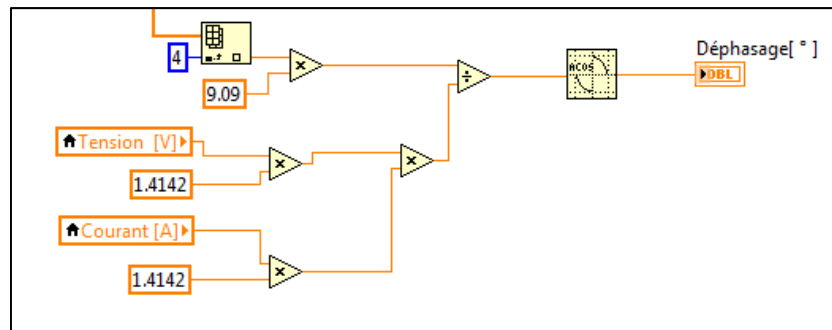 4
9.09
Déphasage[ ° ]
ACOS
DBL
Tension [V]
1.4142
Courant [A]
1.4142